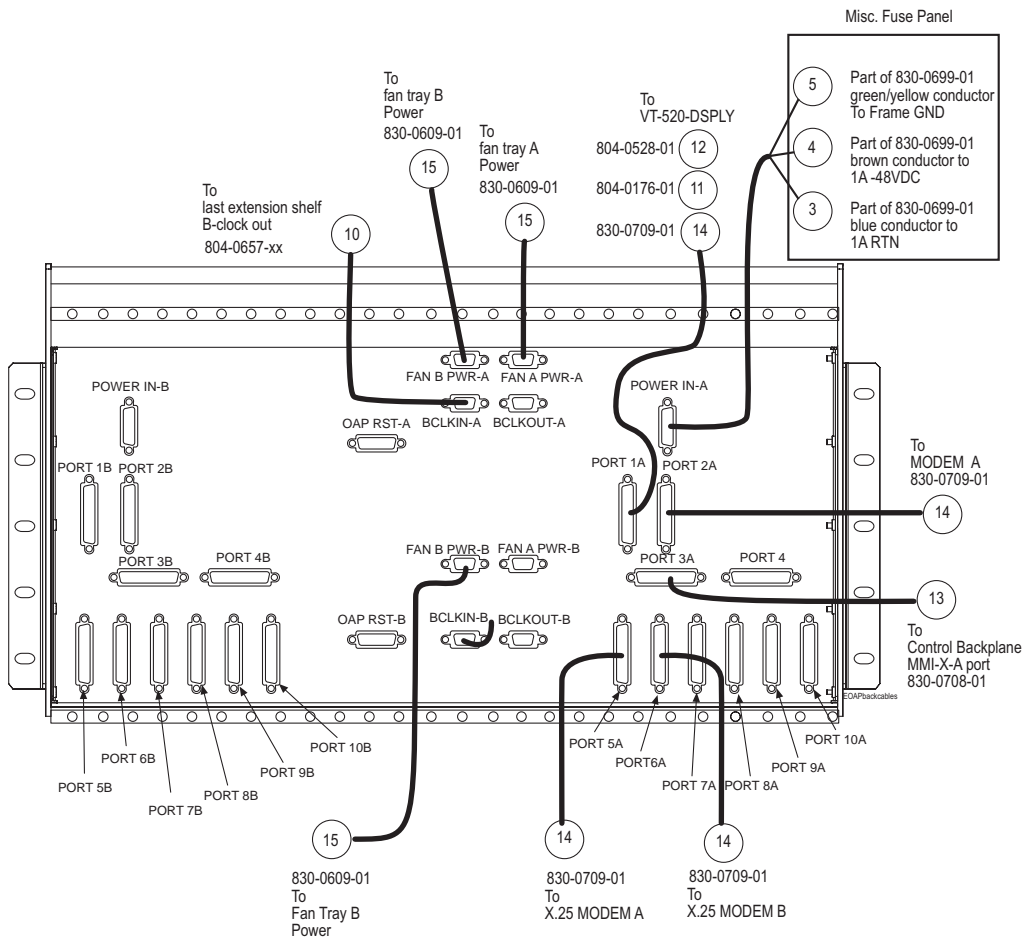 Misc. Fuse Panel
5
Part of 830-0699-01
green/yellow conductor
To Frame GND
4
Part of 830-0699-01
brown conductor to
1A -48VDC
3
Part of 830-0699-01
blue conductor to
1A RTN
To
fan tray B
Power
830-0609-01
15
To
fan tray A
Power
830-0609-01
15
To
VT-520-DSPLY
804-0528-01
12
804-0176-01
11
830-0709-01
14
To
last extension shelf
B-clock out
804-0657-xx
10
FAN B PWR-A
FAN A PWR-A
POWER IN-B
POWER IN-A
OAP RST-A
BCLKIN-A
BCLKOUT-A
PORT 1B
PORT 2B
PORT 1A
PORT 2A
To
MODEM A
830-0709-01
14
PORT 3B
PORT 4B
FAN B PWR-B
FAN A PWR-B
PORT 3A
PORT 4
13
To
Control Backplane
MMI-X-A port
830-0708-01
OAP RST-B
BCLKIN-B
BCLKOUT-B
EOAPbackcables
PORT 5B
PORT 6B
PORT 7B
PORT 8B
PORT 9B
PORT 10B
PORT 5A
PORT6A
PORT 7A
PORT 8A
PORT 9A
PORT 10A
15
830-0609-01
To
Fan Tray B
Power
14
830-0709-01
To
X.25 MODEM A
14
830-0709-01
To
X.25 MODEM B